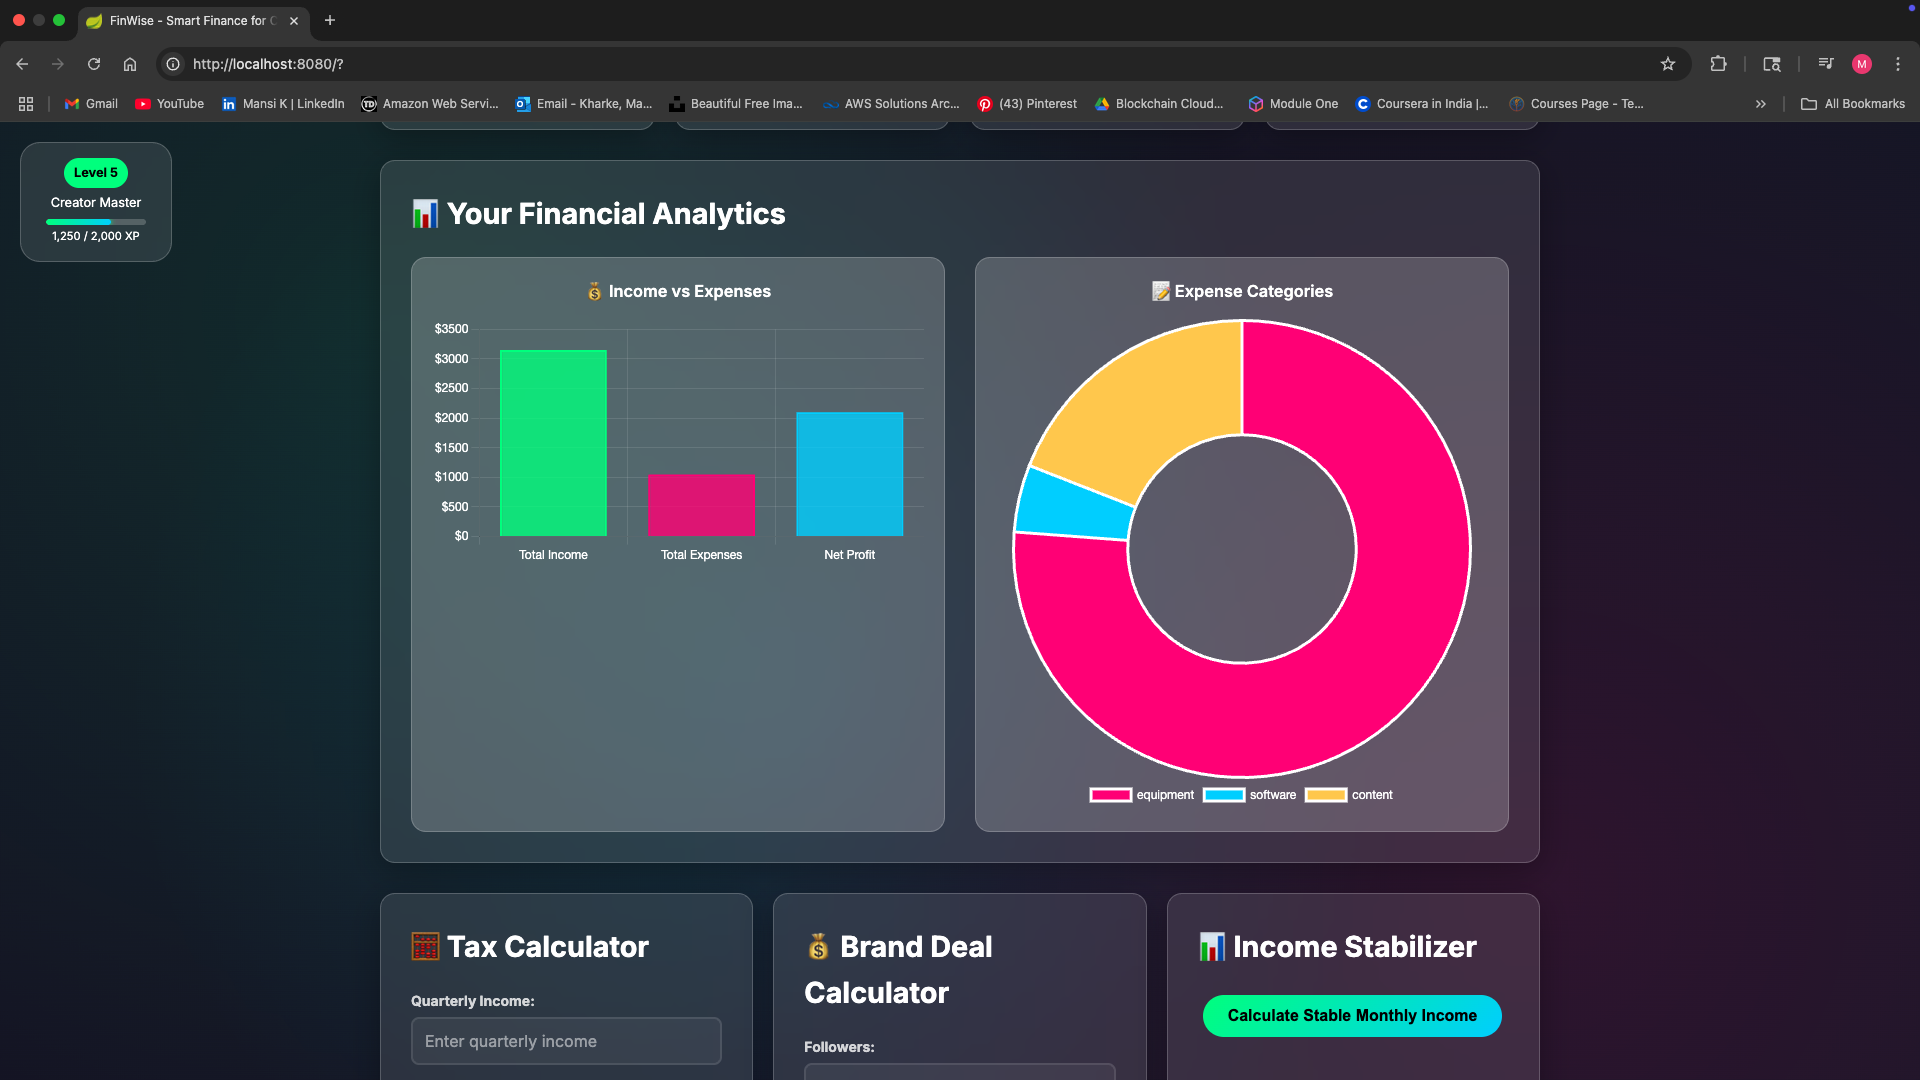 FinWise - Smart Finance for C
http://localhost:8080/?
M
Gmail
YouTube
Mansi K | LinkedIn
Amazon Web Servi...
Email - Kharke, Ma...
Beautiful Free Ima...
AWS Solutions Arc...
(43) Pinterest
Blockchain Cloud...
Module One
Coursera in India |...
Courses Page - Te...
All Bookmarks
Level 5
Creator Master
1,250 / 2,000 XP
Your Financial Analytics
Income vs Expenses
$3500
$3000
$2500
$2000
$1500
$1000
$500
$0
Total Income
Total Expenses
Net Profit
Expense Categories
equipment
software
content
Tax Calculator
Quarterly Income:
Enter quarterly income
Brand Deal
Calculator
Followers:
Income Stabilizer
Calculate Stable Monthly Income